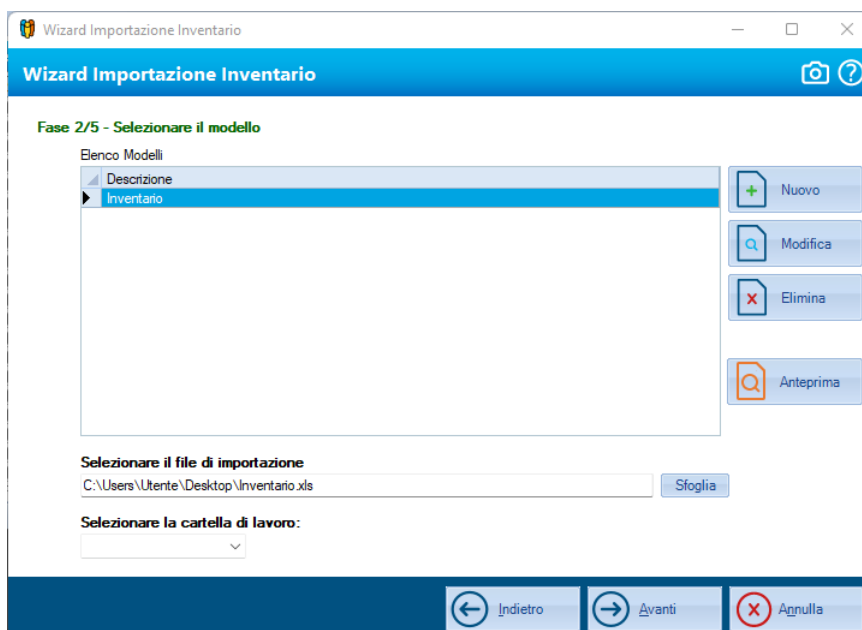 Wizard Importazione Inventario
Wizard Importazione Inventario
Fase 2/5 - Selezionare il modello
Elenco Modelli
Descrizione
Inventario
Nuovo
Modifica
Elimina
Anteprima
Selezionare il file di importazione
C:\Users\Utente\Desktop\Inventario.xls
Sfoglia
Selezionare la cartella di lavoro:
Indietro
Avanti
Annulla